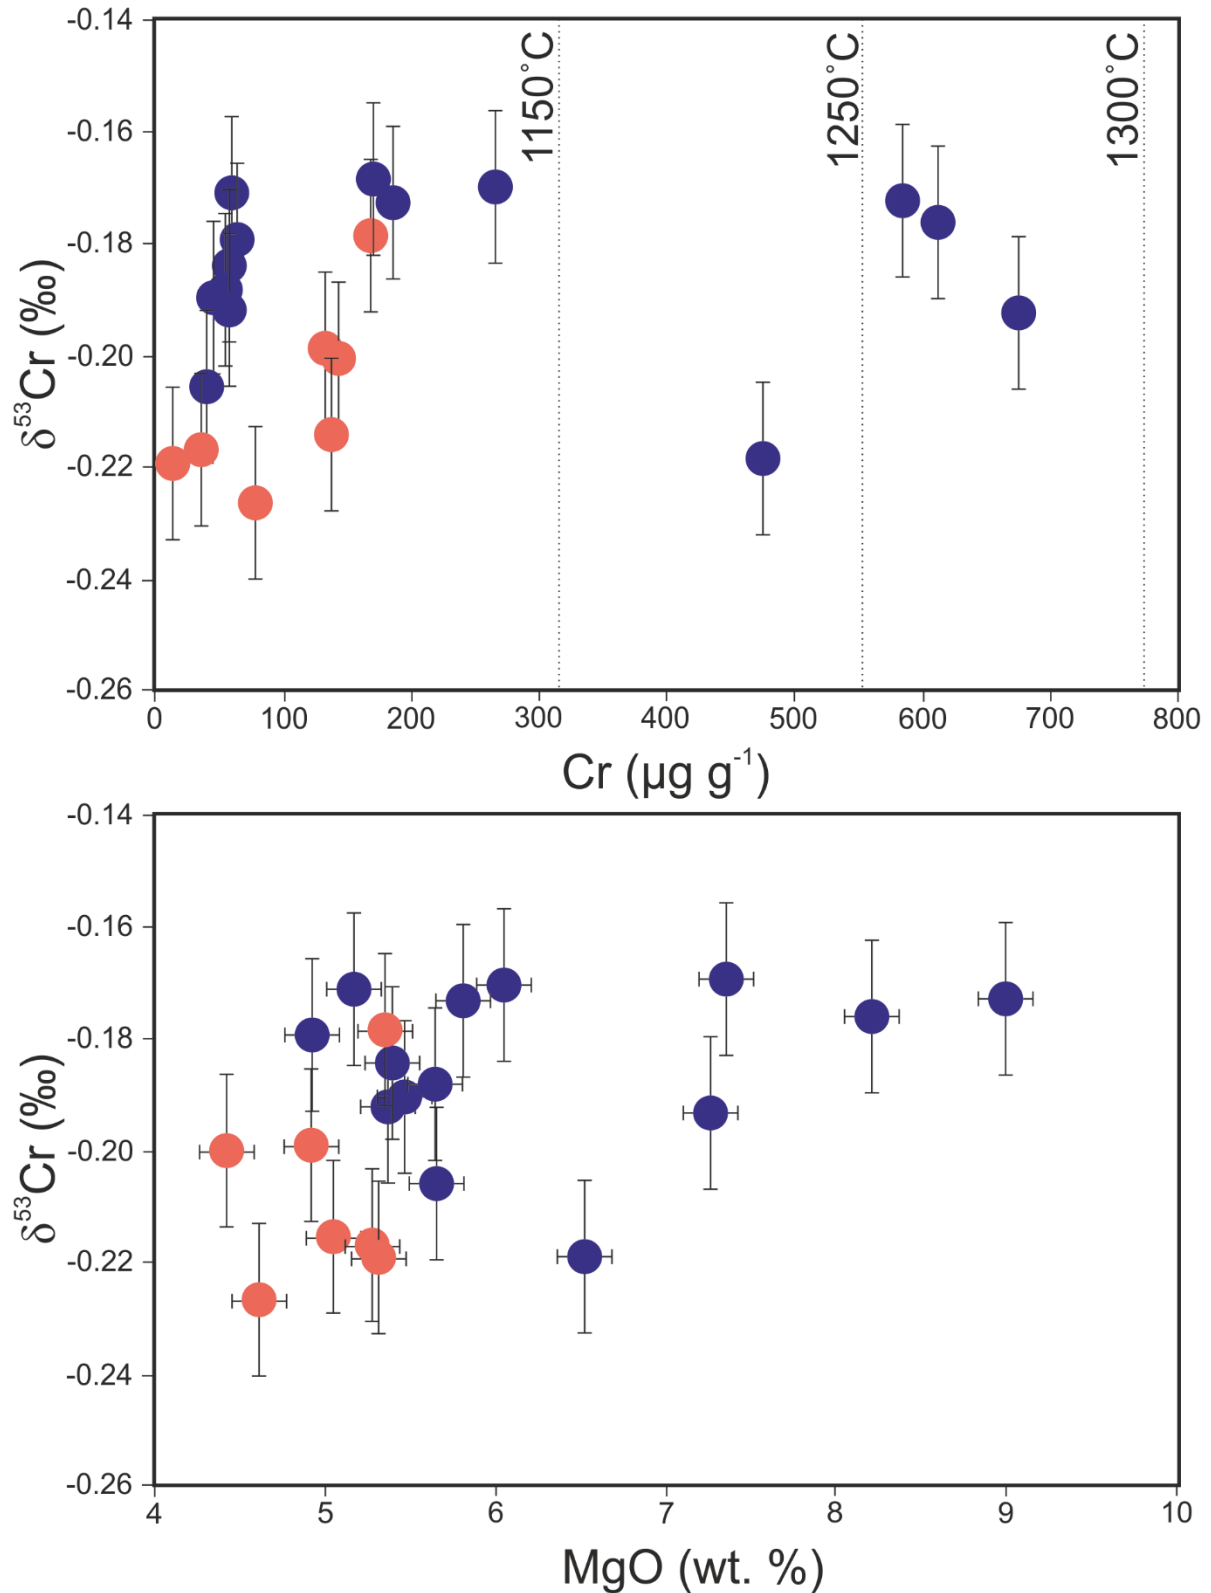 -0.14
-0.16
-0.18
-0.20
-0.22
-0.24
-0.26
δ⁵³Cr (‰)
1150°C
1250°C
1300°C
0 100 200 300 400 500 600 700 800
Cr (μg g⁻¹)
-0.14
-0.16
-0.18
-0.20
-0.22
-0.24
-0.26
δ⁵³Cr (‰)
4 5 6 7 8 9 10
MgO (wt. %)